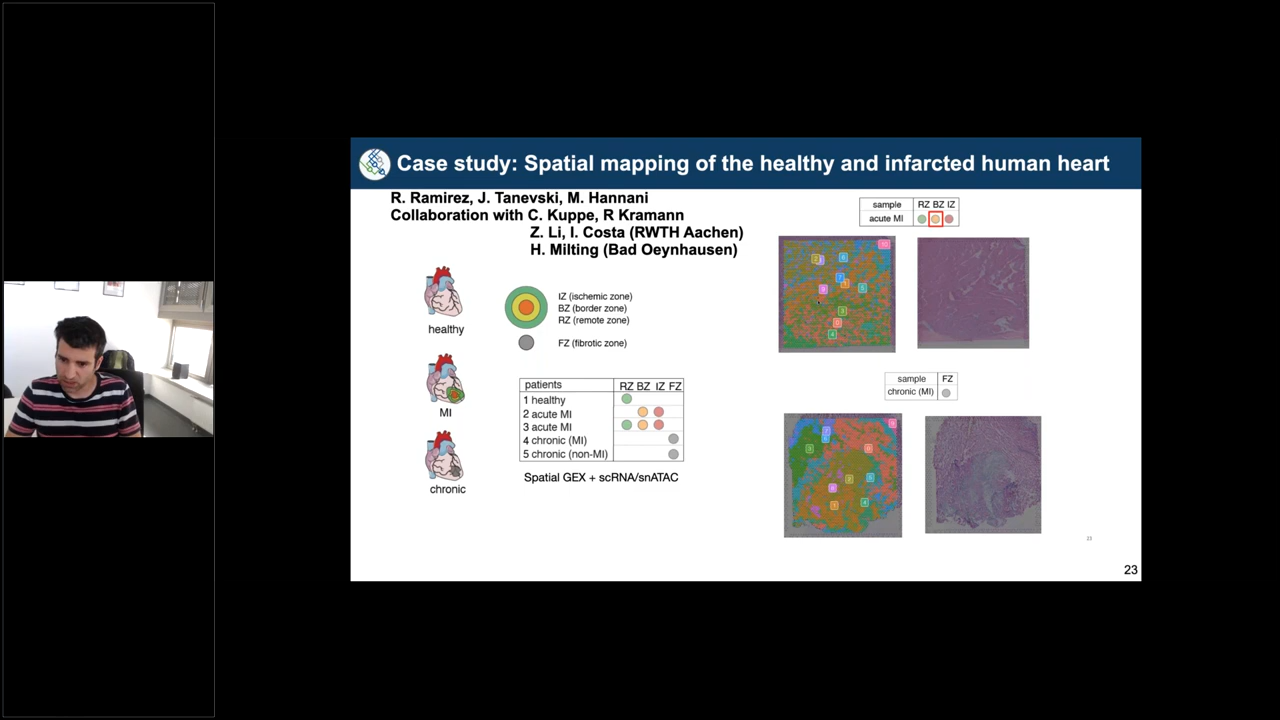 Case study: Spatial mapping of the healthy and infarcted human heart
R. Ramirez, J. Tanevski, M. Hannani
Collaboration with C. Kuppe, R Kramann
Z. Li, I. Costa (RWTH Aachen)
H. Milting (Bad Oeynhausen)
healthy
MI
chronic
IZ (ischemic zone)
BZ (border zone)
RZ (remote zone)
FZ (fibrotic zone)
patients RZ BZ IZ FZ
1 healthy
2 acute MI
3 acute MI
4 chronic (MI)
5 chronic (non-MI)
Spatial GEX + scRNA/snATAC
sample RZ BZ IZ
acute MI
sample FZ
chronic (MI)
23
23